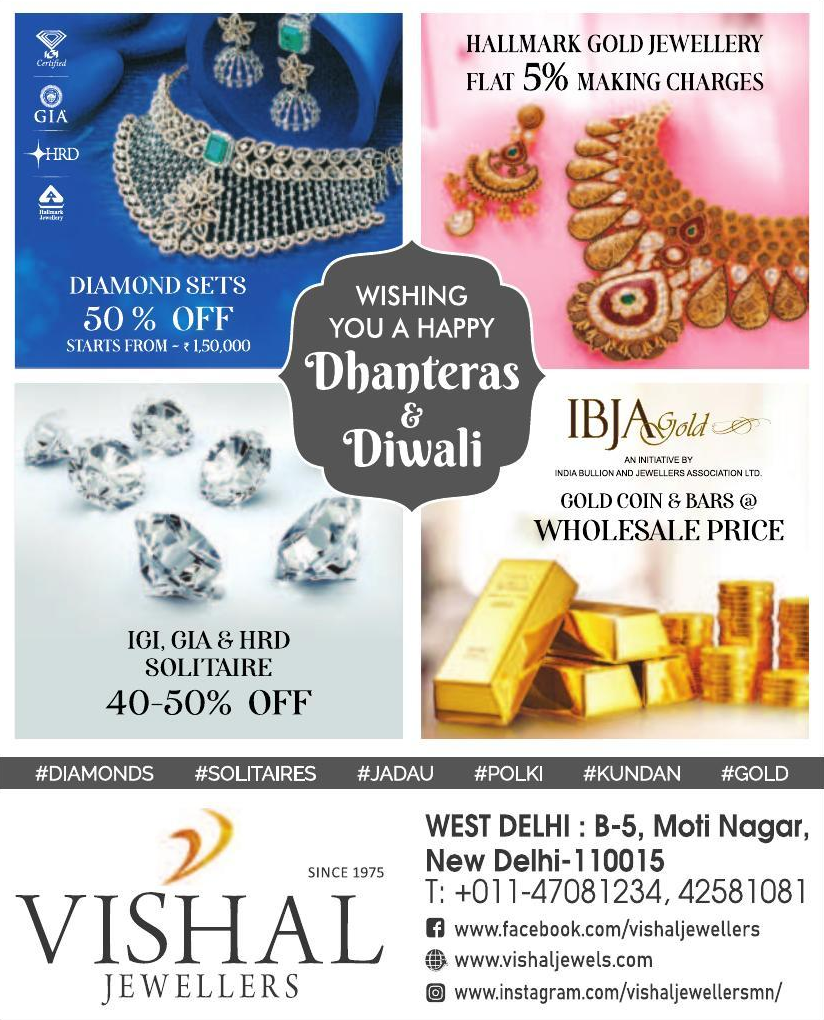 IGI
Certified
GIA
HRD
Hallmark
Jewellery
DIAMOND SETS
50 % OFF
STARTS FROM ~ ₹ 1,50,000
HALLMARK GOLD JEWELLERY
FLAT 5% MAKING CHARGES
WISHING
YOU A HAPPY
Dhanteras
&
Diwali
IGI, GIA & HRD
SOLITAIRE
40-50% OFF
IBJA Gold
AN INITIATIVE BY
INDIA BULLION AND JEWELLERS ASSOCIATION LTD.
GOLD COIN & BARS @
WHOLESALE PRICE
#DIAMONDS #SOLITAIRES #JADAU #POLKI #KUNDAN #GOLD
SINCE 1975
VISHAL
JEWELLERS
WEST DELHI : B-5, Moti Nagar,
New Delhi-110015
T: +011-47081234, 42581081
www.facebook.com/vishaljewellers
www.vishaljewels.com
www.instagram.com/vishaljewellersmn/